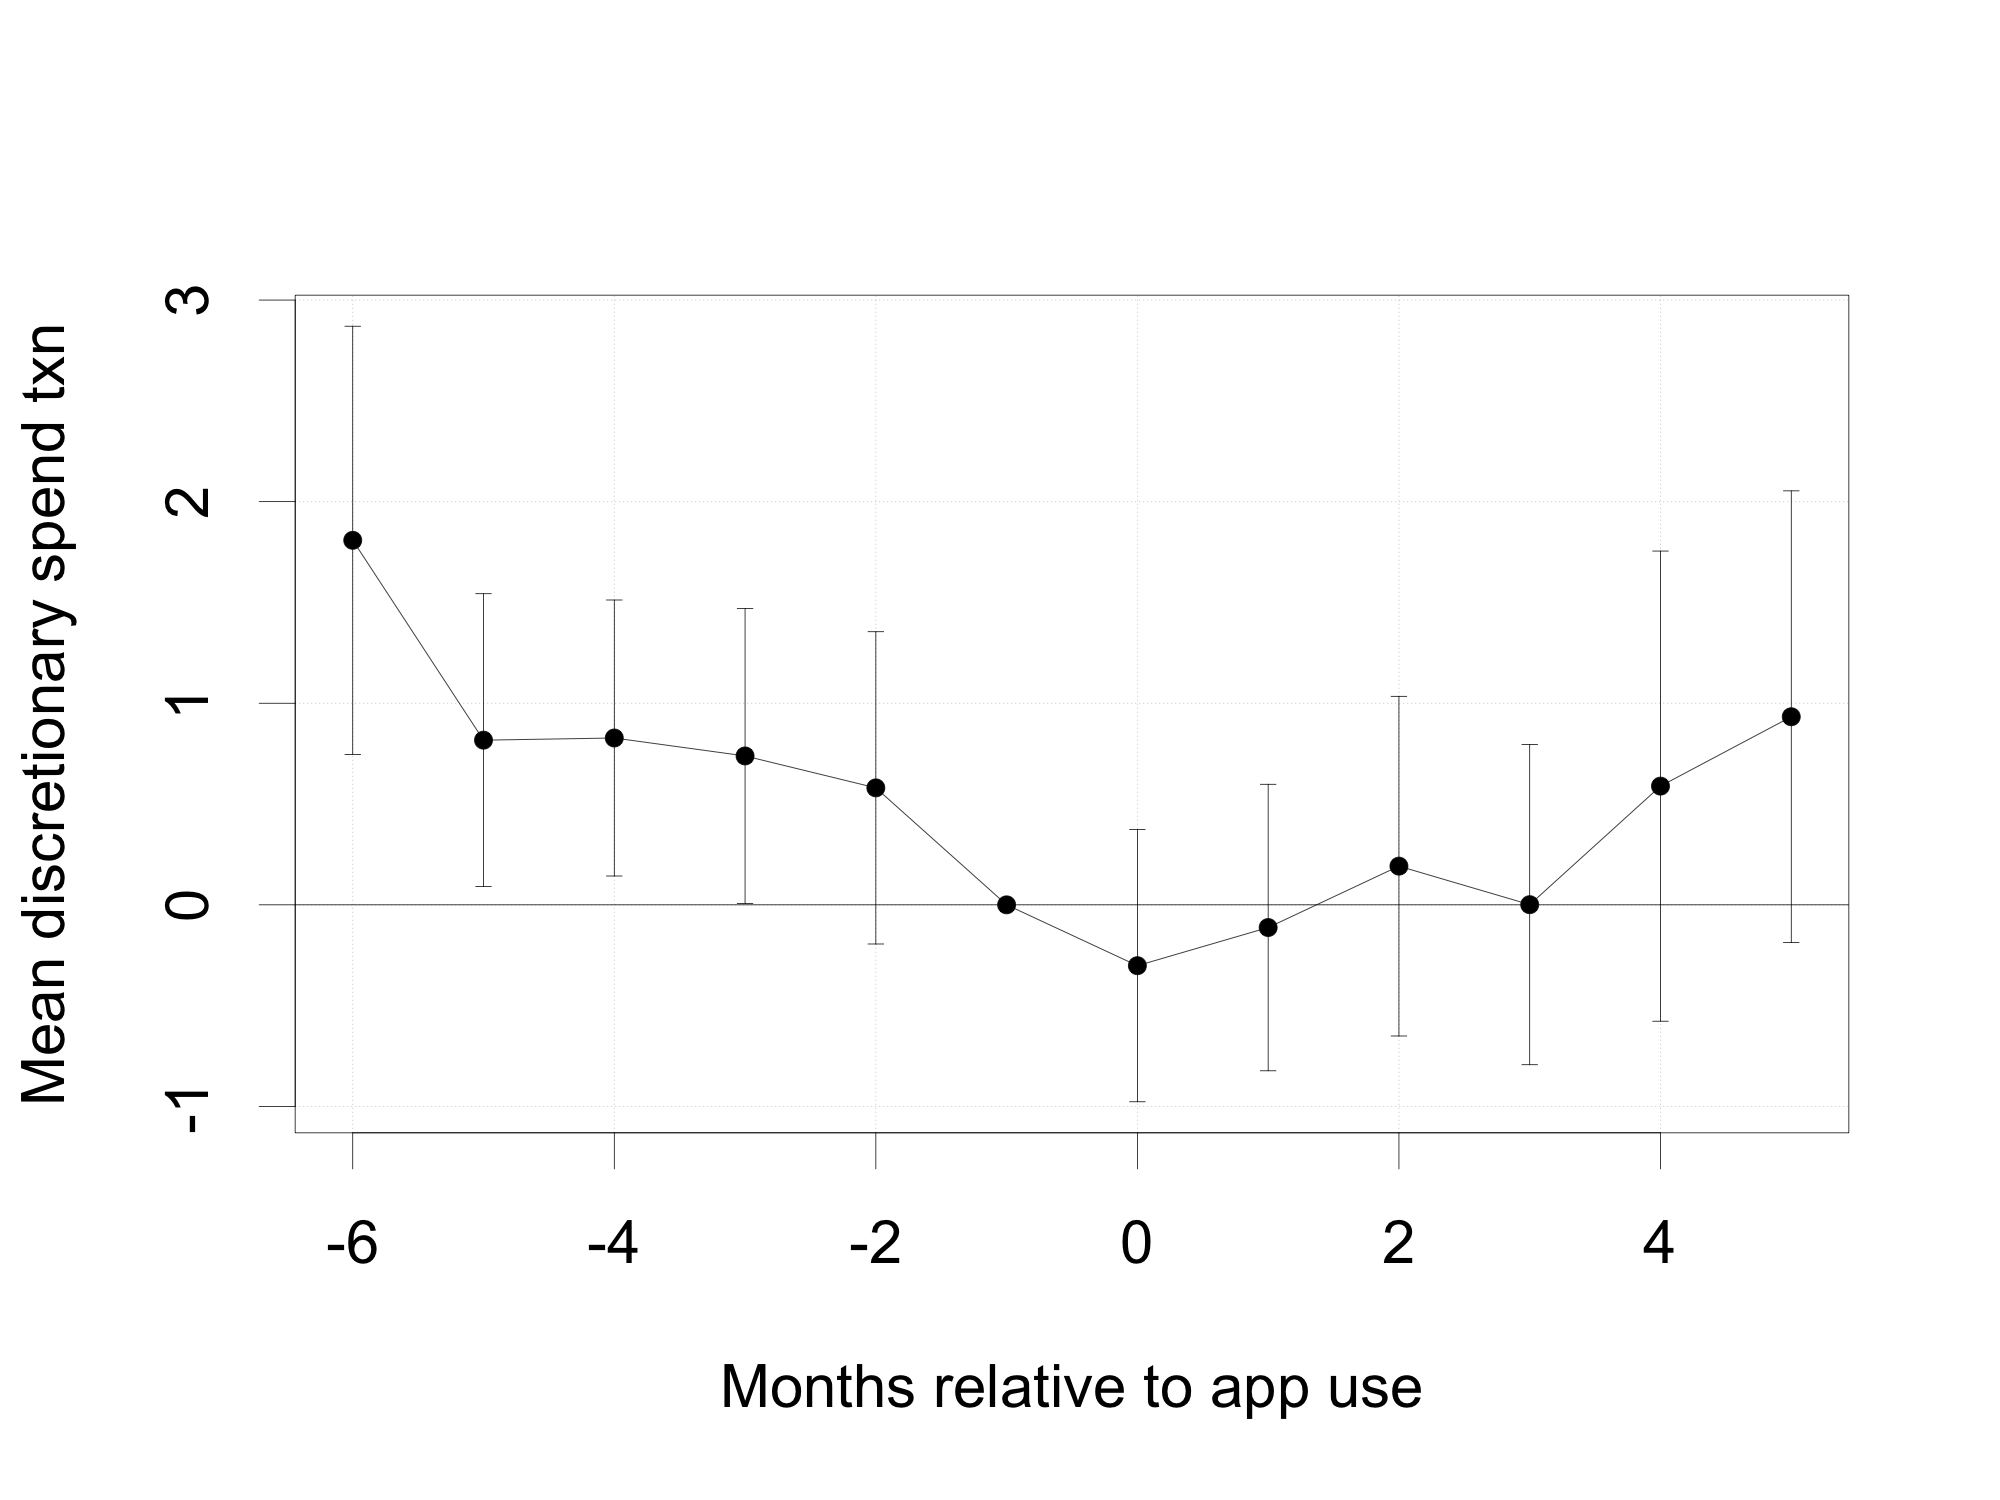 Mean discretionary spend txn
3
2
1
0
-1
-6 -4 -2 0 2 4
Months relative to app use